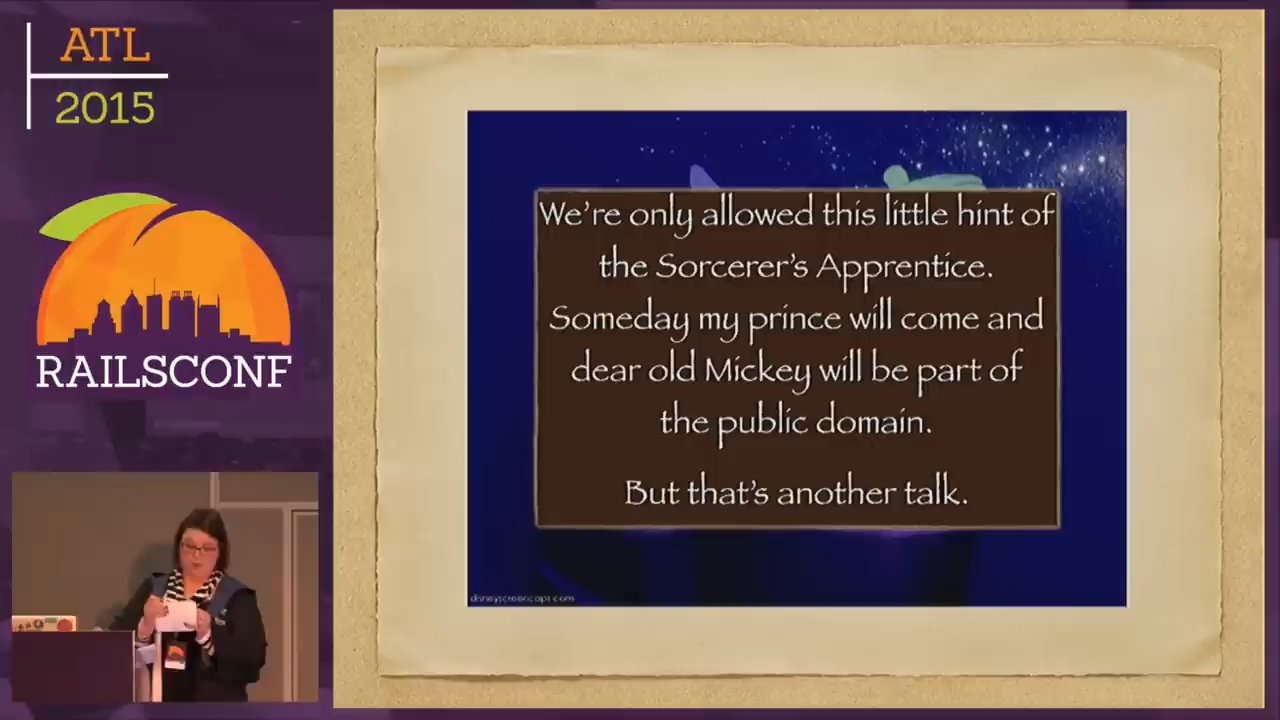 ATL
2015
RAILSCONF
We're only allowed this little hint of
the Sorcerer's Apprentice.
Someday my prince will come and
dear old Mickey will be part of
the public domain.
But that's another talk.
disneyscreencaps.com